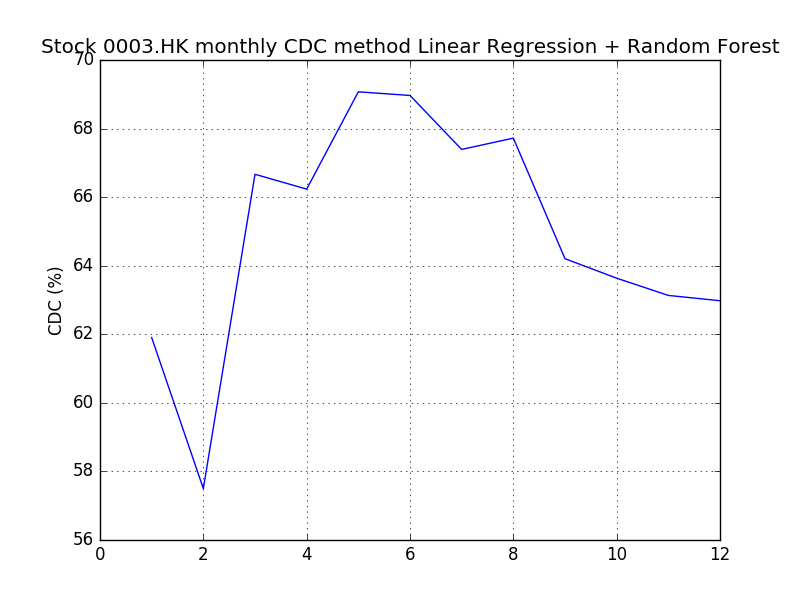 Stock 0003.HK monthly CDC method Linear Regression + Random Forest
70
68
66
64
62
60
58
56
CDC (%)
0 2 4 6 8 10 12